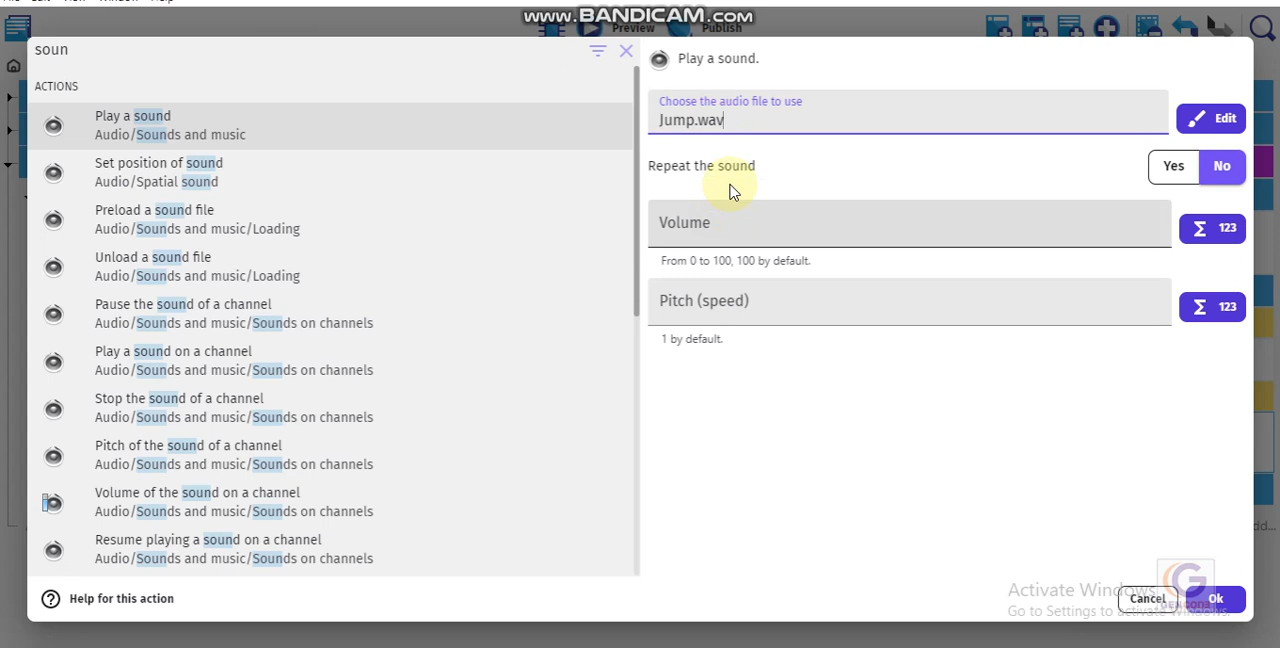 www.BANDICAM.com
Preview
Publish
soun
ACTIONS
Play a sound
Audio/Sounds and music
Set position of sound
Audio/Spatial sound
Preload a sound file
Audio/Sounds and music/Loading
Unload a sound file
Audio/Sounds and music/Loading
Pause the sound of a channel
Audio/Sounds and music/Sounds on channels
Play a sound on a channel
Audio/Sounds and music/Sounds on channels
Stop the sound of a channel
Audio/Sounds and music/Sounds on channels
Pitch of the sound of a channel
Audio/Sounds and music/Sounds on channels
Volume of the sound on a channel
Audio/Sounds and music/Sounds on channels
Resume playing a sound on a channel
Audio/Sounds and music/Sounds on channels
Help for this action
Play a sound.
Choose the audio file to use
Jump.wav
Edit
Repeat the sound
Yes
No
Volume
Σ 123
From 0 to 100, 100 by default.
Pitch (speed)
Σ 123
1 by default.
Activate Windows
Go to Settings to activate Windows.
Cancel
Ok
dd...